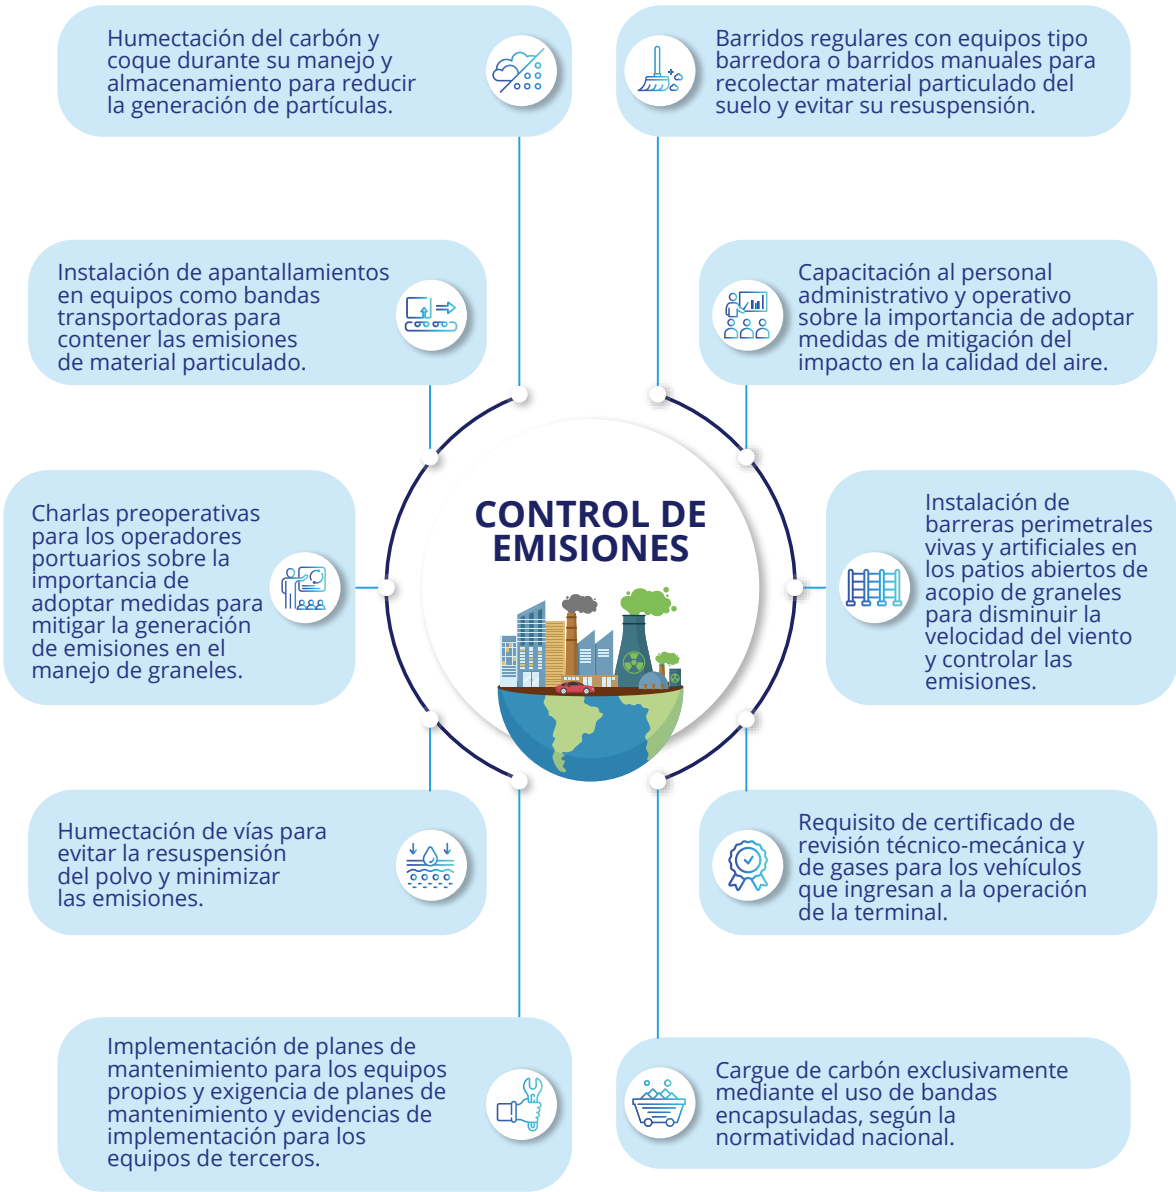 Humectación del carbón y
coque durante su manejo y
almacenamiento para reducir
la generación de partículas.
Barridos regulares con equipos tipo
barredora o barridos manuales para
recolectar material particulado del
suelo y evitar su resuspensión.
Instalación de apantallamientos
en equipos como bandas
transportadoras para
contener las emisiones
de material particulado.
Capacitación al personal
administrativo y operativo
sobre la importancia de adoptar
medidas de mitigación del
impacto en la calidad del aire.
Charlas preoperativas
para los operadores
portuarios sobre la
importancia de
adoptar medidas para
mitigar la generación
de emisiones en el
manejo de graneles.
CONTROL DE
EMISIONES
Instalación de
barreras perimetrales
vivas y artificiales en
los patios abiertos de
acopio de graneles
para disminuir la
velocidad del viento
y controlar las
emisiones.
Humectación de vías para
evitar la resuspensión
del polvo y minimizar
las emisiones.
Requisito de certificado de
revisión técnico-mecánica y
de gases para los vehículos
que ingresan a la operación
de la terminal.
Implementación de planes de
mantenimiento para los equipos
propios y exigencia de planes de
mantenimiento y evidencias de
implementación para los
equipos de terceros.
Cargue de carbón exclusivamente
mediante el uso de bandas
encapsuladas, según la
normatividad nacional.